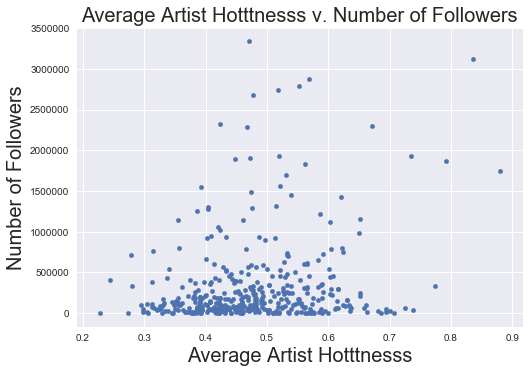 Average Artist Hotttnesss v. Number of Followers
3500000
3000000
2500000
2000000
1500000
1000000
500000
0
Number of Followers
0.2 0.3 0.4 0.5 0.6 0.7 0.8 0.9
Average Artist Hotttnesss